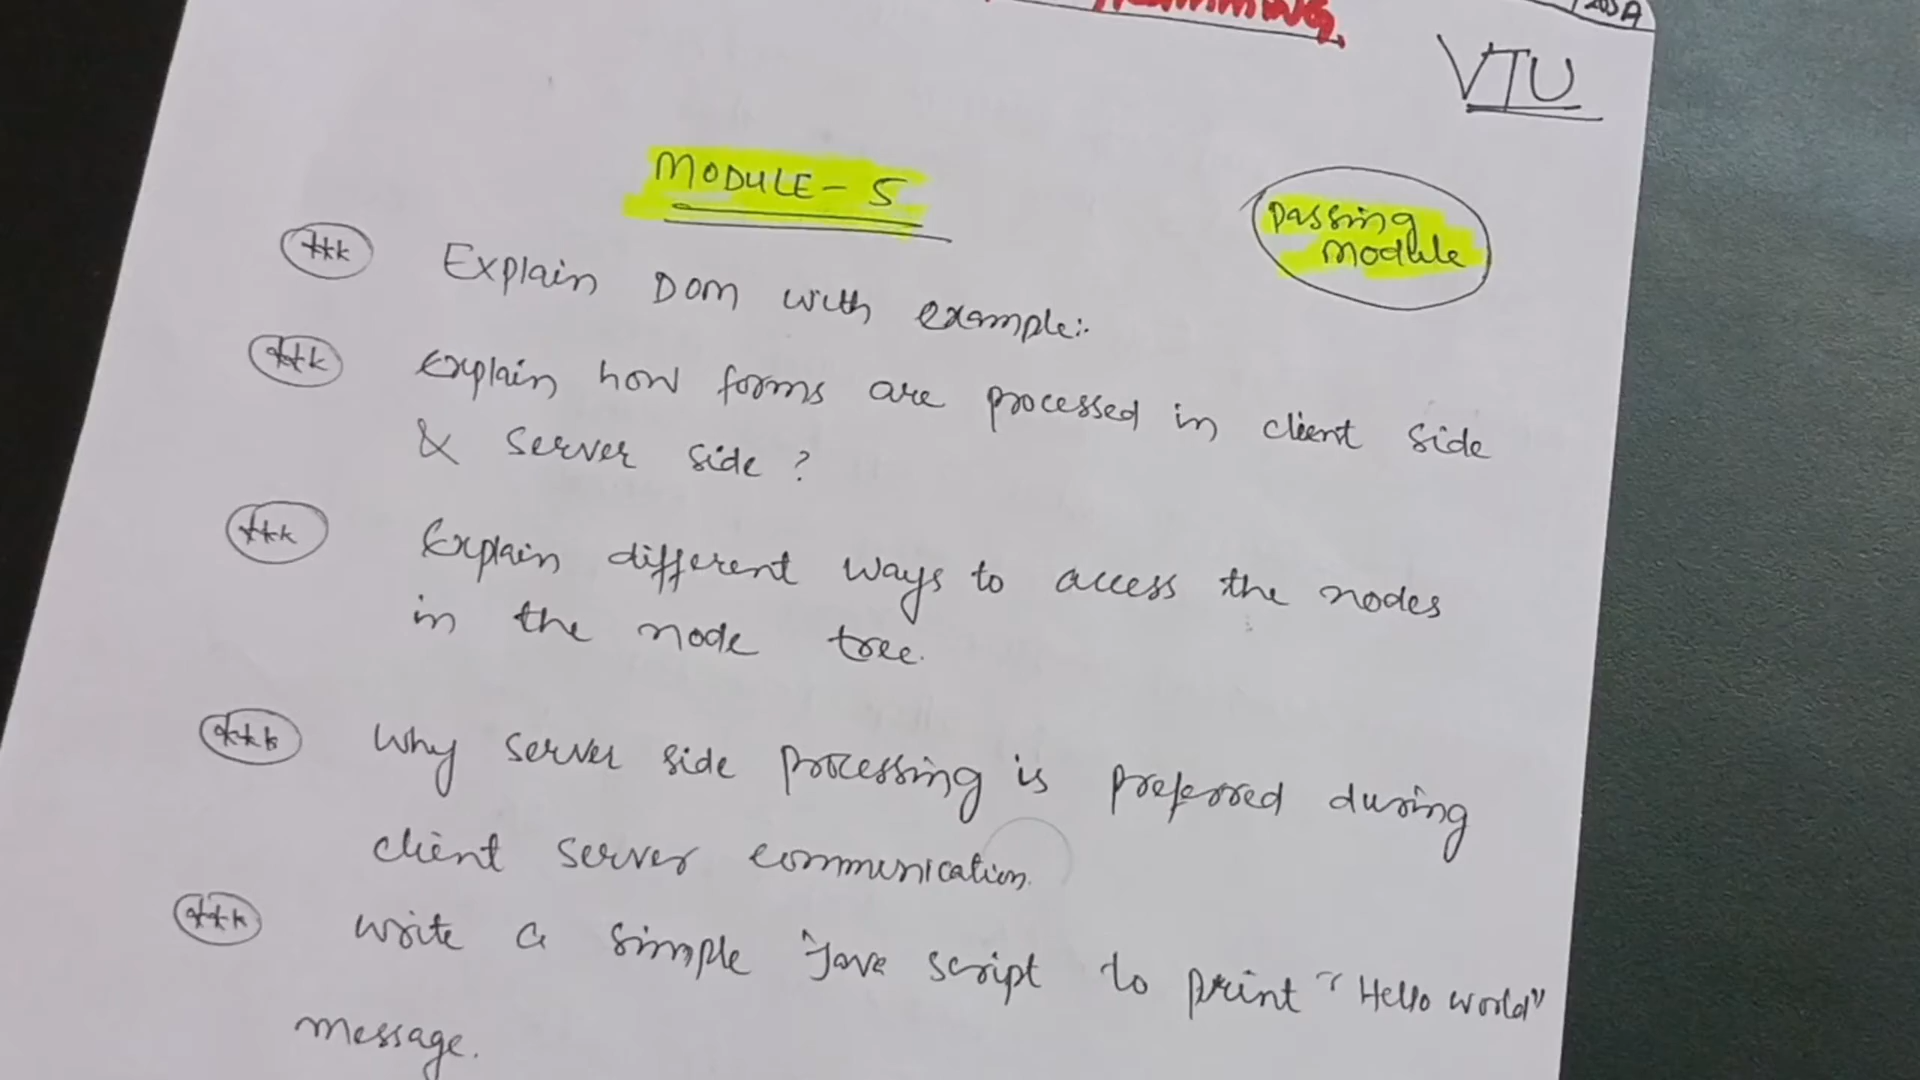 VTU
MODULE - 5
Passing
module
*** Explain DOM with example:.
*** Explain how forms are processed in client side
& server side ?
*** Explain different ways to access the nodes
in the node tree.
*** Why server side processing is preferred during
client server communication.
*** Write a simple Java script to print "Hello world"
message.